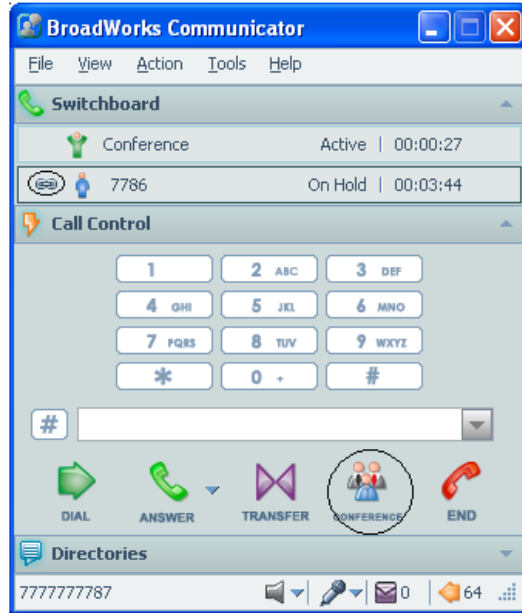 BroadWorks Communicator
File View Action Tools Help
Switchboard
Conference Active | 00:00:27
7786 On Hold | 00:03:44
Call Control
1 2 ABC 3 DEF
4 GHI 5 JKL 6 MNO
7 PQRS 8 TUV 9 WXYZ
* 0 + #
#
DIAL ANSWER TRANSFER CONFERENCE END
Directories
7777777787 0 64